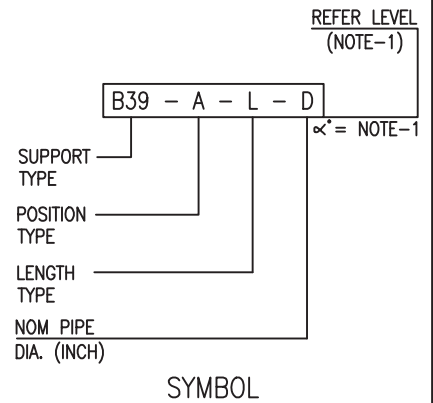 REFER LEVEL
(NOTE-1)
B39 - A - L - D
∝°= NOTE-1
SUPPORT
TYPE
POSITION
TYPE
LENGTH
TYPE
NOM PIPE
DIA. (INCH)
SYMBOL